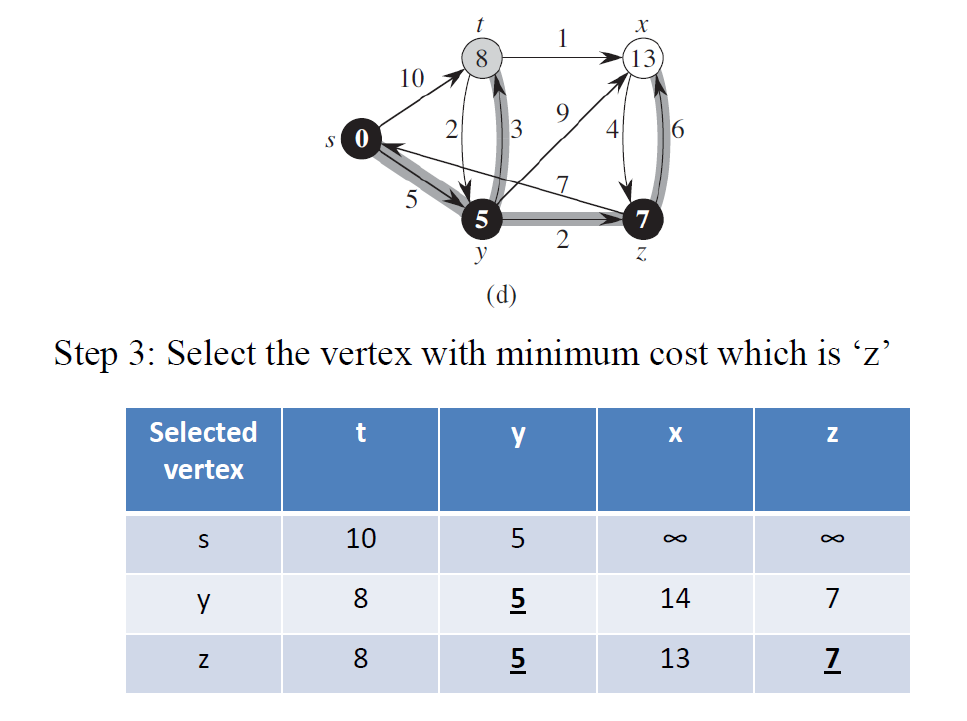 t
x
1
8
13
10
9
2
3
4
6
s
0
7
5
5
7
2
y
z
(d)
Step 3: Select the vertex with minimum cost which is ‘z’
Selected vertex t y x z
s 10 5 ∞ ∞
y 8 5 14 7
z 8 5 13 7